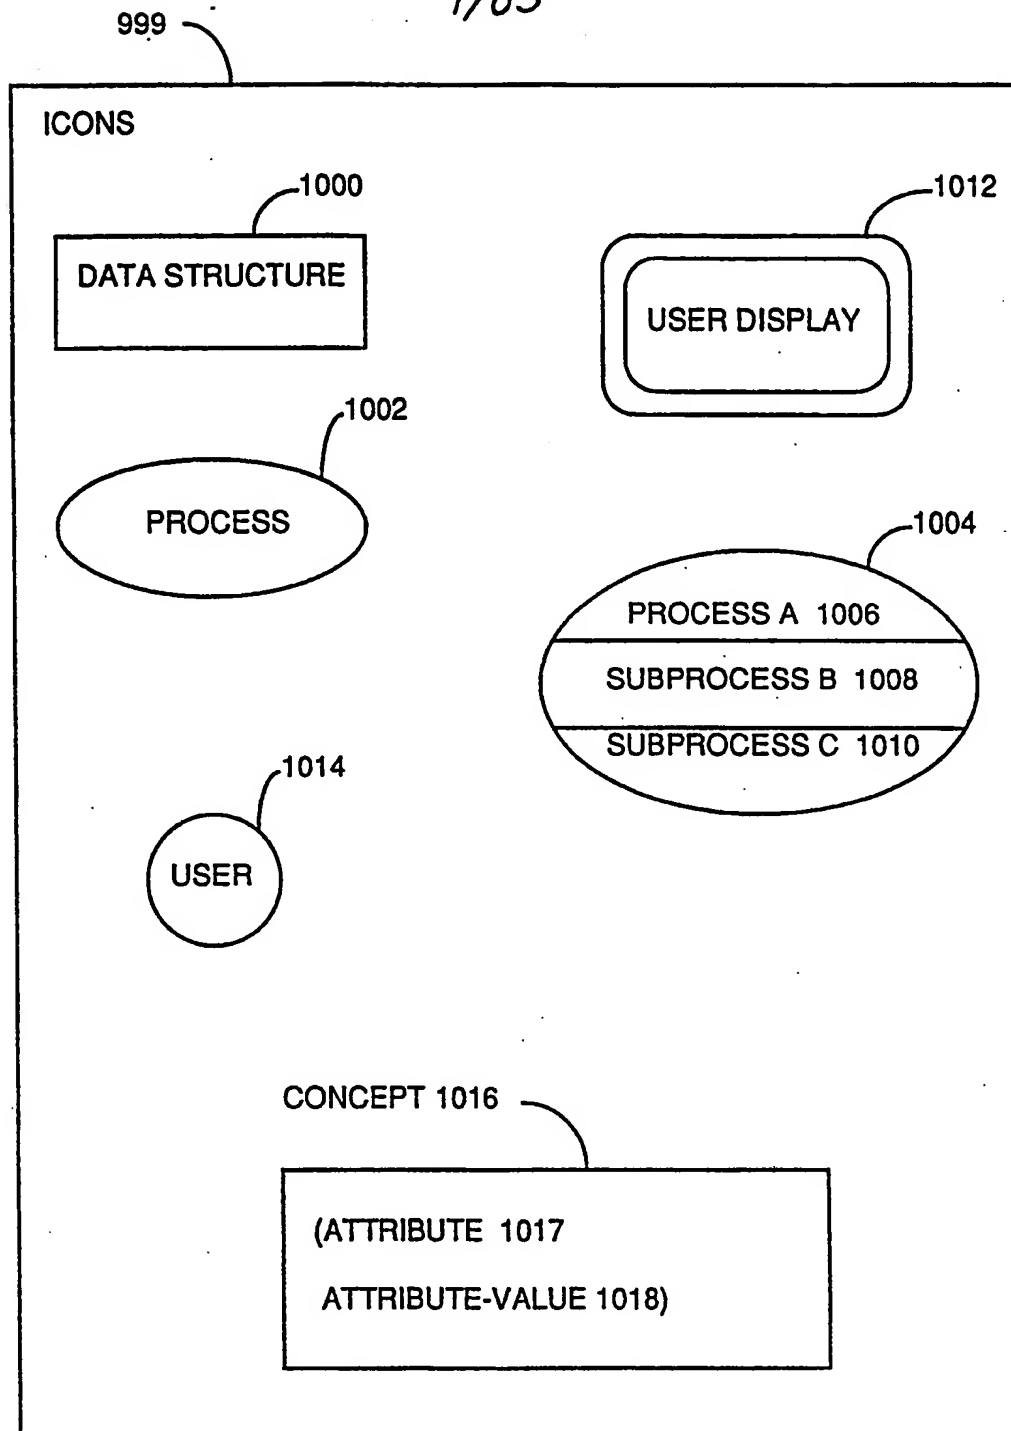 999
ICONS
1000
DATA STRUCTURE
1012
USER DISPLAY
1002
PROCESS
1004
PROCESS A 1006
SUBPROCESS B 1008
SUBPROCESS C 1010
1014
USER
CONCEPT 1016
(ATTRIBUTE 1017
ATTRIBUTE-VALUE 1018)